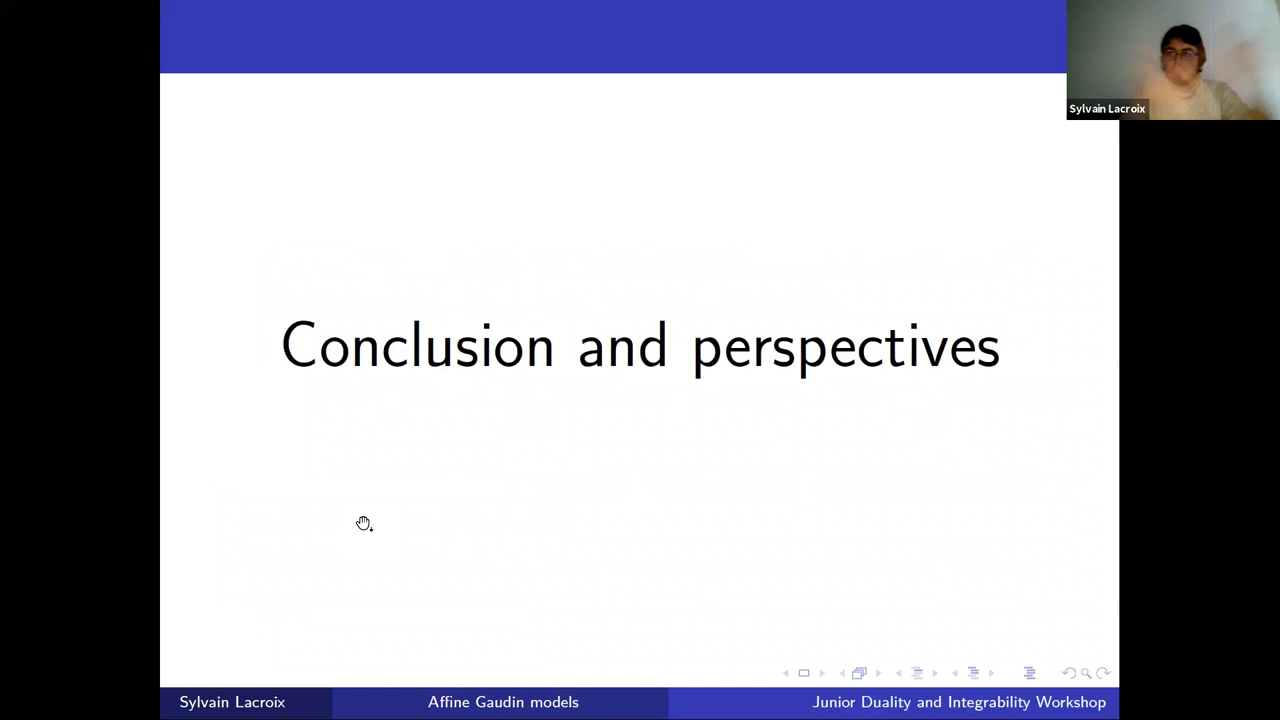 Sylvain Lacroix
Conclusion and perspectives
Sylvain Lacroix
Affine Gaudin models
Junior Duality and Integrability Workshop